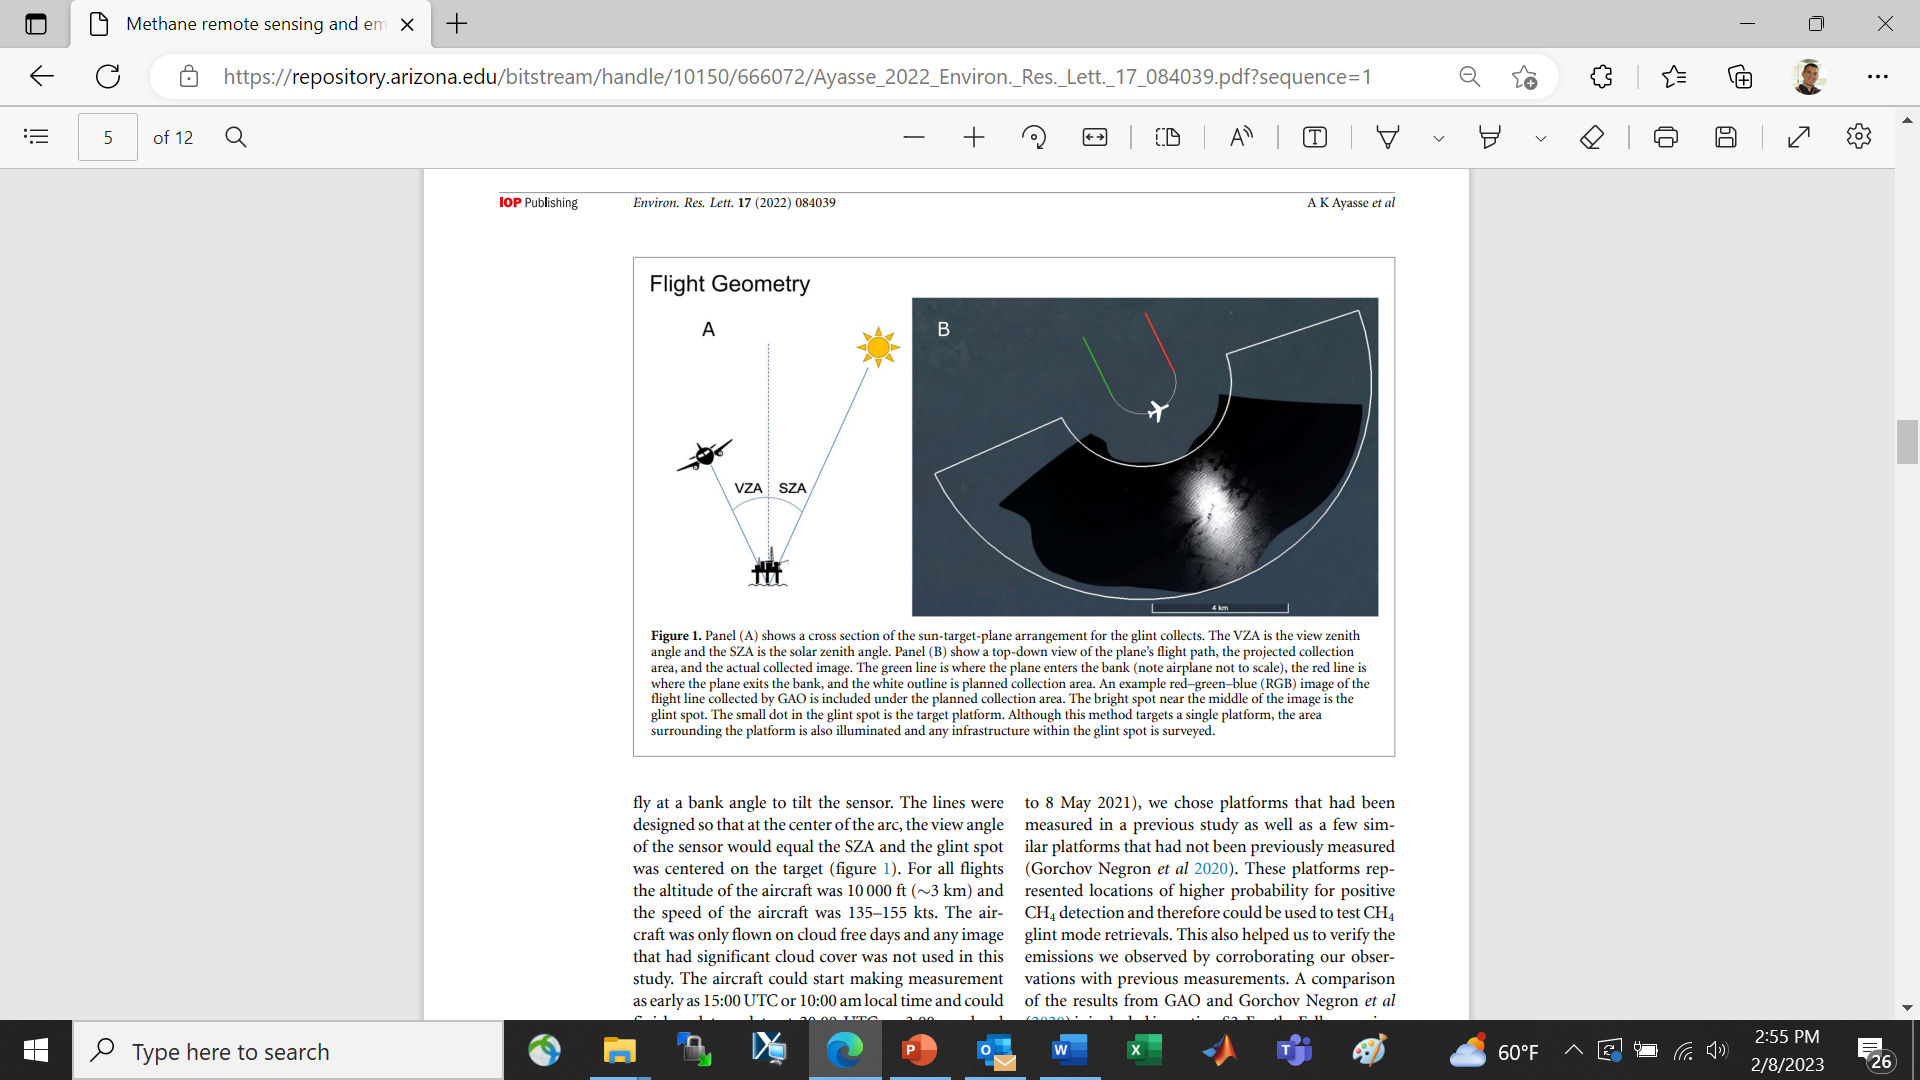 Methane remote sensing and em
https://repository.arizona.edu/bitstream/handle/10150/666072/Ayasse_2022_Environ._Res._Lett._17_084039.pdf?sequence=1
5 of 12
IOP Publishing Environ. Res. Lett. 17 (2022) 084039 A K Ayasse et al
Flight Geometry
A
VZA SZA
B
4 km
Figure 1. Panel (A) shows a cross section of the sun-target-plane arrangement for the glint collects. The VZA is the view zenith
angle and the SZA is the solar zenith angle. Panel (B) show a top-down view of the plane's flight path, the projected collection
area, and the actual collected image. The green line is where the plane enters the bank (note airplane not to scale), the red line is
where the plane exits the bank, and the white outline is planned collection area. An example red–green–blue (RGB) image of the
flight line collected by GAO is included under the planned collection area. The bright spot near the middle of the image is the
glint spot. The small dot in the glint spot is the target platform. Although this method targets a single platform, the area
surrounding the platform is also illuminated and any infrastructure within the glint spot is surveyed.
fly at a bank angle to tilt the sensor. The lines were
designed so that at the center of the arc, the view angle
of the sensor would equal the SZA and the glint spot
was centered on the target (figure 1). For all flights
the altitude of the aircraft was 10 000 ft (~3 km) and
the speed of the aircraft was 135–155 kts. The air-
craft was only flown on cloud free days and any image
that had significant cloud cover was not used in this
study. The aircraft could start making measurement
as early as 15:00 UTC or 10:00 am local time and could
to 8 May 2021), we chose platforms that had been
measured in a previous study as well as a few sim-
ilar platforms that had not been previously measured
(Gorchov Negron et al 2020). These platforms rep-
resented locations of higher probability for positive
CH4 detection and therefore could be used to test CH4
glint mode retrievals. This also helped us to verify the
emissions we observed by corroborating our obser-
vations with previous measurements. A comparison
of the results from GAO and Gorchov Negron et al
Type here to search
60°F
2:55 PM
2/8/2023
26